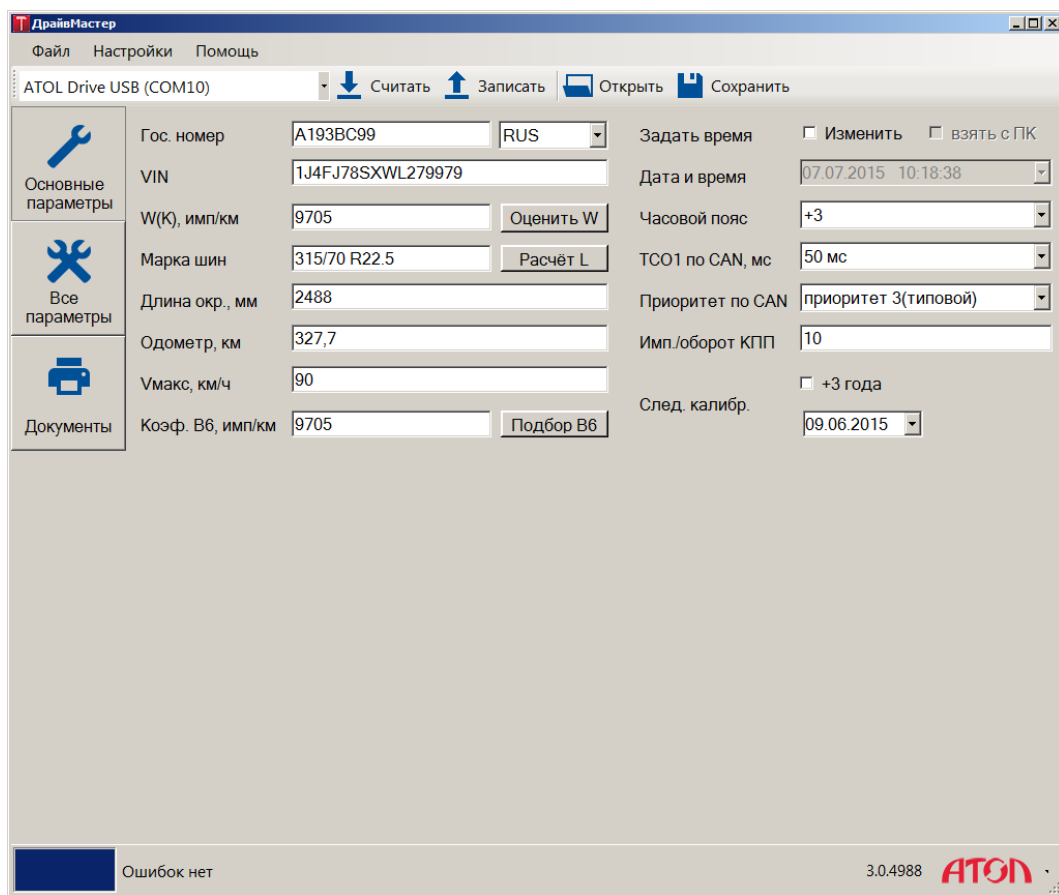 ДрайвМастер
Файл Настройки Помощь
ATOL Drive USB (COM10) Считать Записать Открыть Сохранить
Основные параметры
Все параметры
Документы
Гос. номер A193BC99 RUS
VIN 1J4FJ78SXWL279979
W(K), имп/км 9705 Оценить W
Марка шин 315/70 R22.5 Расчёт L
Длина окр., мм 2488
Одометр, км 327,7
Vмакс, км/ч 90
Коэф. В6, имп/км 9705 Подбор В6
Задать время Изменить взять с ПК
Дата и время 07.07.2015 10:18:38
Часовой пояс +3
TCO1 по CAN, мс 50 мс
Приоритет по CAN приоритет 3(типовой)
Имп./оборот КПП 10
+3 года
След. калибр.
09.06.2015
Ошибок нет 3.0.4988 АТОЛ